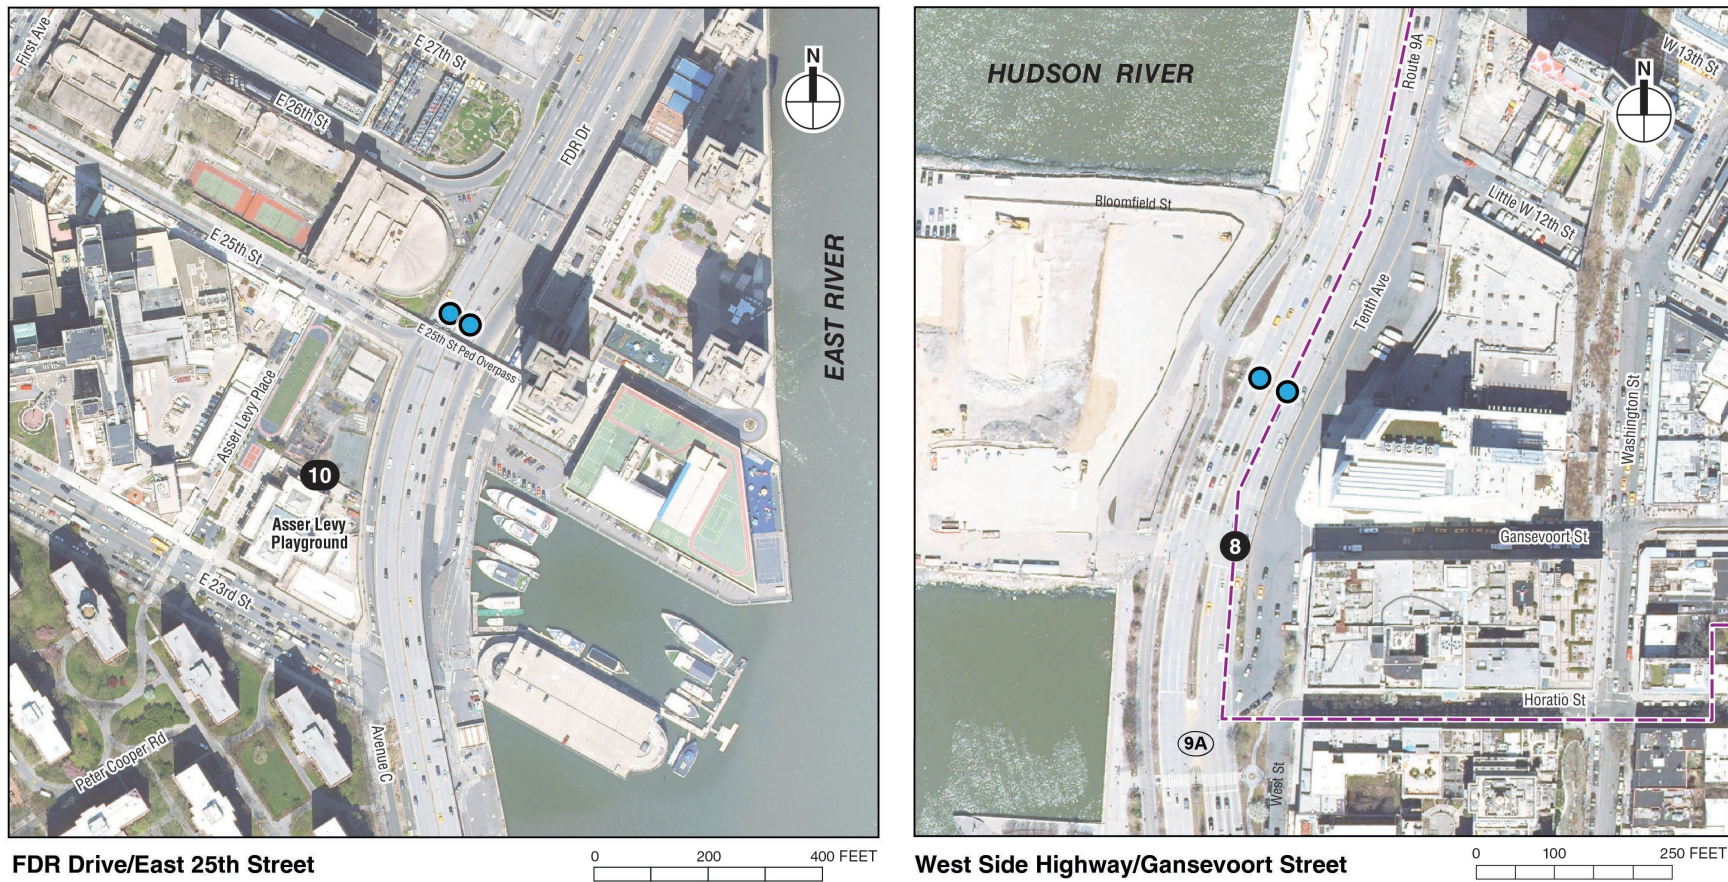 First Ave
E 27th St
E 26th St
FDR Dr
N
E 25th St
E 25th St Ped Overpass
EAST RIVER
Asser Levy Place
10
Asser Levy
Playground
E 23rd St
Peter Cooper Rd
Avenue C
FDR Drive/East 25th Street
0 200 400 FEET
HUDSON RIVER
Route 9A
W 13th St
N
Bloomfield St
Little W 12th St
Tenth Ave
Washington St
8
Gansevoort St
Horatio St
9A
West St
West Side Highway/Gansevoort Street
0 100 250 FEET